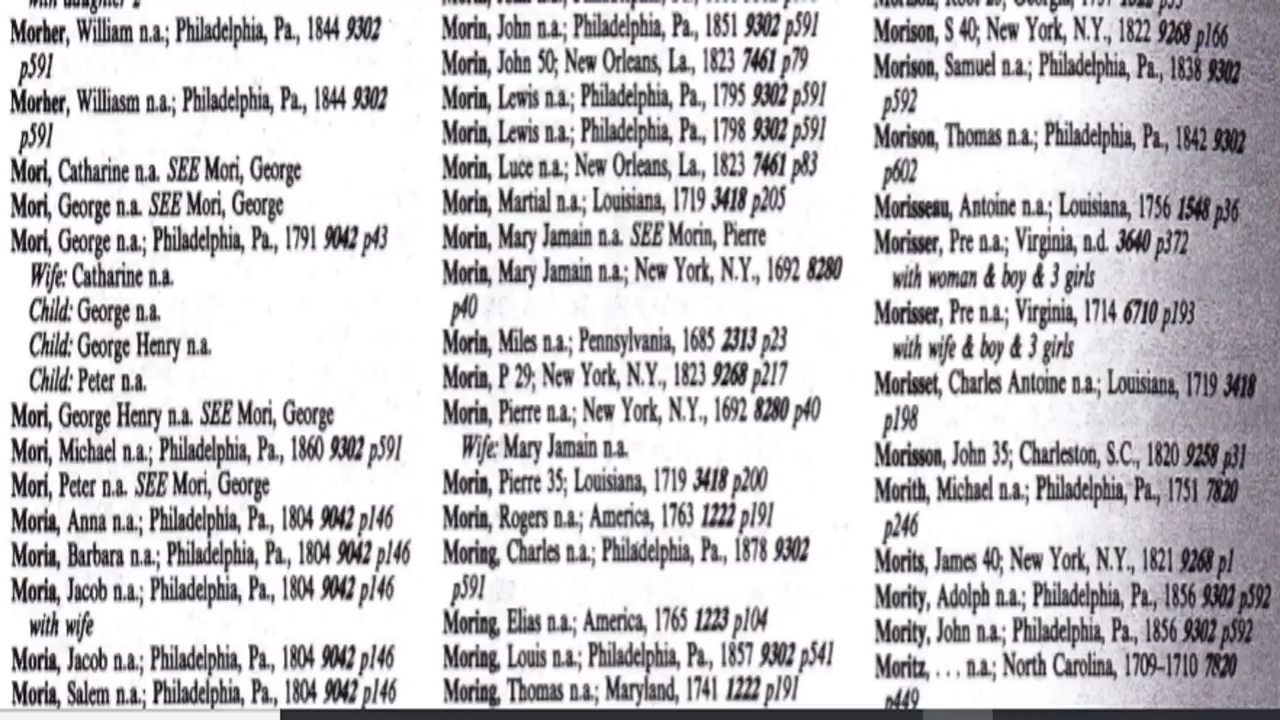 with daughter 2
Morher, William n.a.; Philadelphia, Pa., 1844 9302
p591
Morher, Williasm n.a.; Philadelphia, Pa., 1844 9302
p591
Mori, Catharine n.a. SEE Mori, George
Mori, George n.a. SEE Mori, George
Mori, George n.a.; Philadelphia, Pa., 1791 9042 p43
Wife: Catharine n.a.
Child: George n.a.
Child: George Henry n.a.
Child: Peter n.a.
Mori, George Henry n.a. SEE Mori, George
Mori, Michael n.a.; Philadelphia, Pa., 1860 9302 p591
Mori, Peter n.a. SEE Mori, George
Moria, Anna n.a.; Philadelphia, Pa., 1804 9042 p146
Moria, Barbara n.a.; Philadelphia, Pa., 1804 9042 p146
Moria, Jacob n.a.; Philadelphia, Pa., 1804 9042 p146
with wife
Moria, Jacob n.a.; Philadelphia, Pa., 1804 9042 p146
Moria, Salem n.a.; Philadelphia, Pa., 1804 9042 p146
Morin, John n.a.; Philadelphia, Pa., 1851 9302 p591
Morin, John 50; New Orleans, La., 1823 7461 p79
Morin, Lewis n.a.; Philadelphia, Pa., 1795 9302 p591
Morin, Lewis n.a.; Philadelphia, Pa., 1798 9302 p591
Morin, Luce n.a.; New Orleans, La., 1823 7461 p83
Morin, Martial n.a.; Louisiana, 1719 3418 p205
Morin, Mary Jamain n.a. SEE Morin, Pierre
Morin, Mary Jamain n.a.; New York, N.Y., 1692 8280
p40
Morin, Miles n.a.; Pennsylvania, 1685 2313 p23
Morin, P 29; New York, N.Y., 1823 9268 p217
Morin, Pierre n.a.; New York, N.Y., 1692 8280 p40
Wife: Mary Jamain n.a.
Morin, Pierre 35; Louisiana, 1719 3418 p200
Morin, Rogers n.a.; America, 1763 1222 p191
Moring, Charles n.a.; Philadelphia, Pa., 1878 9302
p591
Moring, Elias n.a.; America, 1765 1223 p104
Moring, Louis n.a.; Philadelphia, Pa., 1857 9302 p541
Moring, Thomas n.a.; Maryland, 1741 1222 p191
Morison, S 40; New York, N.Y., 1822 9268 p166
Morison, Samuel n.a.; Philadelphia, Pa., 1838 9302
p592
Morison, Thomas n.a.; Philadelphia, Pa., 1842 9302
p602
Morisseau, Antoine n.a.; Louisiana, 1756 1548 p36
Morisser, Pre n.a.; Virginia, n.d. 3640 p372
with woman & boy & 3 girls
Morisser, Pre n.a.; Virginia, 1714 6710 p193
with wife & boy & 3 girls
Morisset, Charles Antoine n.a.; Louisiana, 1719 3418
p198
Morisson, John 35; Charleston, S.C., 1820 9258 p31
Morith, Michael n.a.; Philadelphia, Pa., 1751 7820
p246
Morits, James 40; New York, N.Y., 1821 9268 p1
Mority, Adolph n.a.; Philadelphia, Pa., 1856 9302 p592
Mority, John n.a.; Philadelphia, Pa., 1856 9302 p592
Moritz, . . . n.a.; North Carolina, 1709–1710 7820
p449